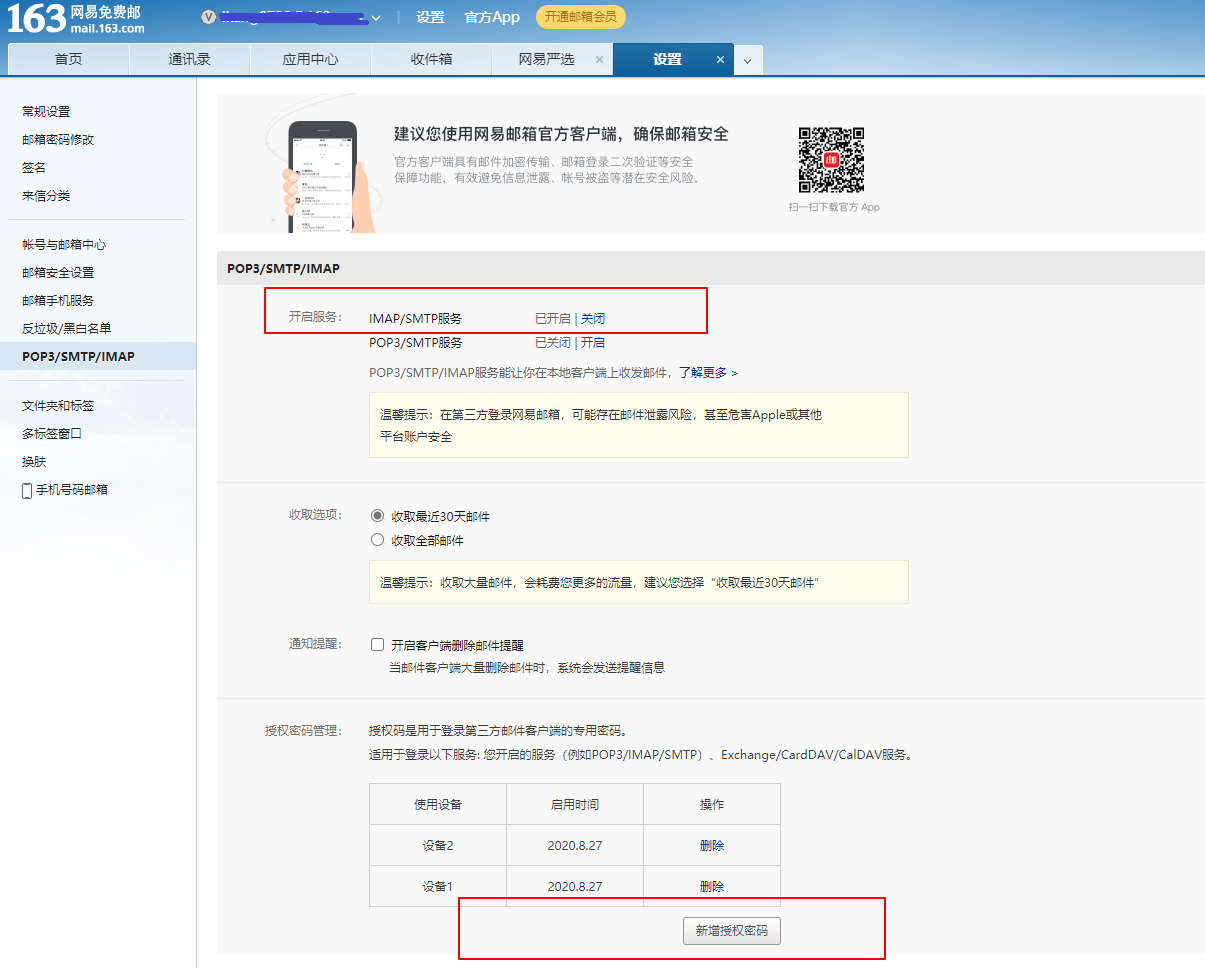 163 网易免费邮
mail.163.com
V
设置 官方App 开通邮箱会员
首页 通讯录 应用中心 收件箱 网易严选 × 设置 ×
常规设置
邮箱密码修改
签名
来信分类
帐号与邮箱中心
邮箱安全设置
邮箱手机服务
反垃圾/黑白名单
POP3/SMTP/IMAP
文件夹和标签
多标签窗口
换肤
手机号码邮箱
建议您使用网易邮箱官方客户端，确保邮箱安全
官方客户端具有邮件加密传输、邮箱登录二次验证等安全
保障功能，有效避免信息泄露、帐号被盗等潜在安全风险。
扫一扫下载官方 App
POP3/SMTP/IMAP
开启服务： IMAP/SMTP服务 已开启 | 关闭
POP3/SMTP服务 已关闭 | 开启
POP3/SMTP/IMAP服务能让你在本地客户端上收发邮件，了解更多 >
温馨提示：在第三方登录网易邮箱，可能存在邮件泄露风险，甚至危害Apple或其他
平台账户安全
收取选项： 收取最近30天邮件
收取全部邮件
温馨提示：收取大量邮件，会耗费您更多的流量，建议您选择“收取最近30天邮件”
通知提醒： 开启客户端删除邮件提醒
当邮件客户端大量删除邮件时，系统会发送提醒信息
授权密码管理： 授权码是用于登录第三方邮件客户端的专用密码。
适用于登录以下服务: 您开启的服务（例如POP3/IMAP/SMTP）、Exchange/CardDAV/CalDAV服务。
使用设备 启用时间 操作
设备2 2020.8.27 删除
设备1 2020.8.27 删除
新增授权密码